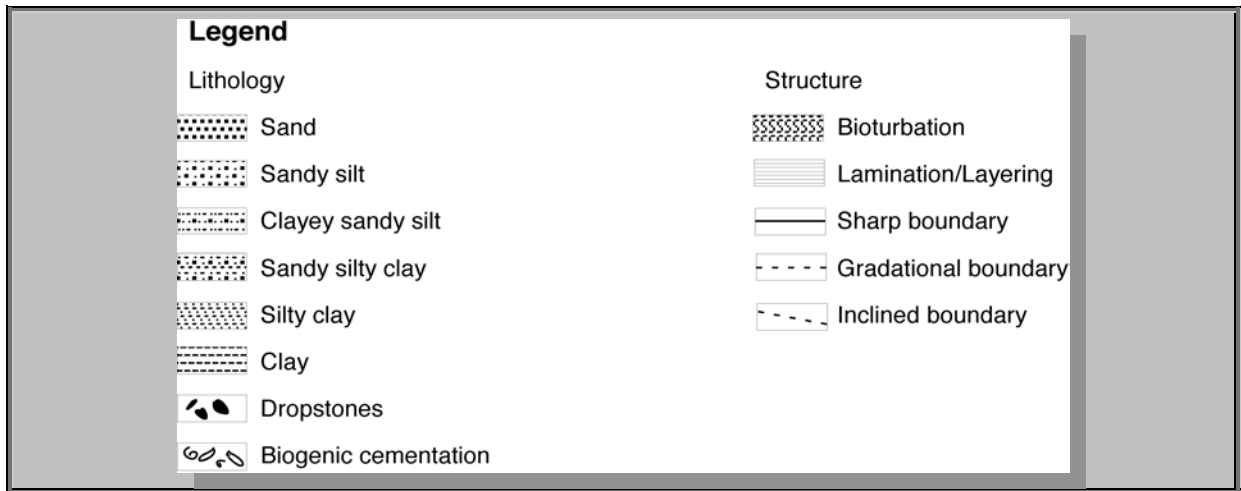 Legend
Lithology
Sand
Sandy silt
Clayey sandy silt
Sandy silty clay
Silty clay
Clay
Dropstones
Biogenic cementation
Structure
Bioturbation
Lamination/Layering
Sharp boundary
Gradational boundary
Inclined boundary